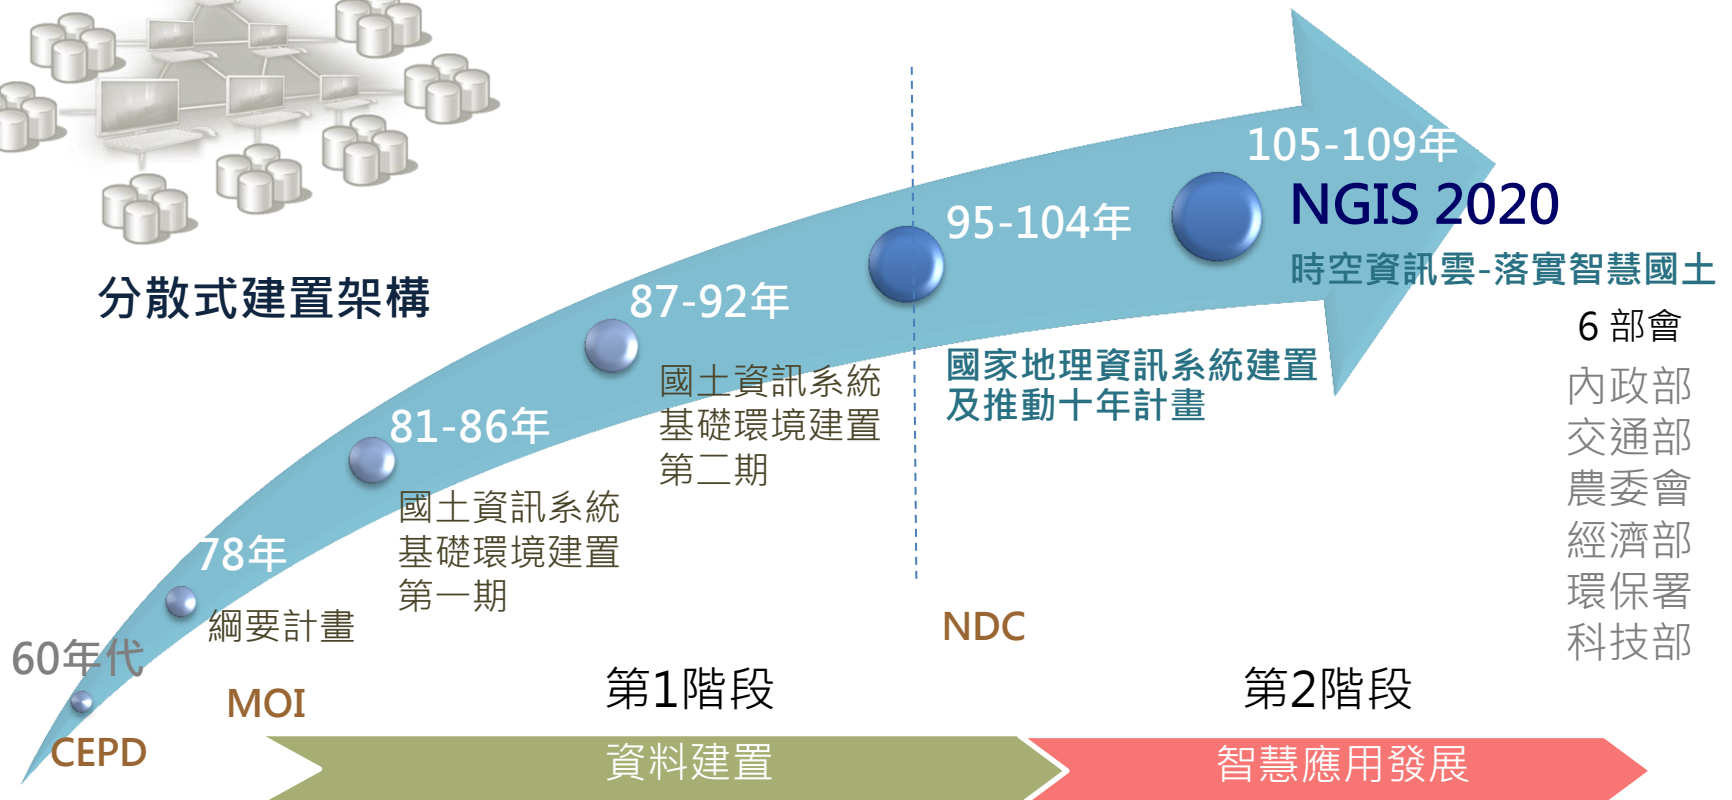 分散式建置架構
60年代
CEPD
78年
綱要計畫
MOI
81-86年
國土資訊系統
基礎環境建置
第一期
87-92年
國土資訊系統
基礎環境建置
第二期
95-104年
國家地理資訊系統建置
及推動十年計畫
NDC
105-109年
NGIS 2020
時空資訊雲-落實智慧國土
6 部會
內政部
交通部
農委會
經濟部
環保署
科技部
第1階段
第2階段
資料建置
智慧應用發展